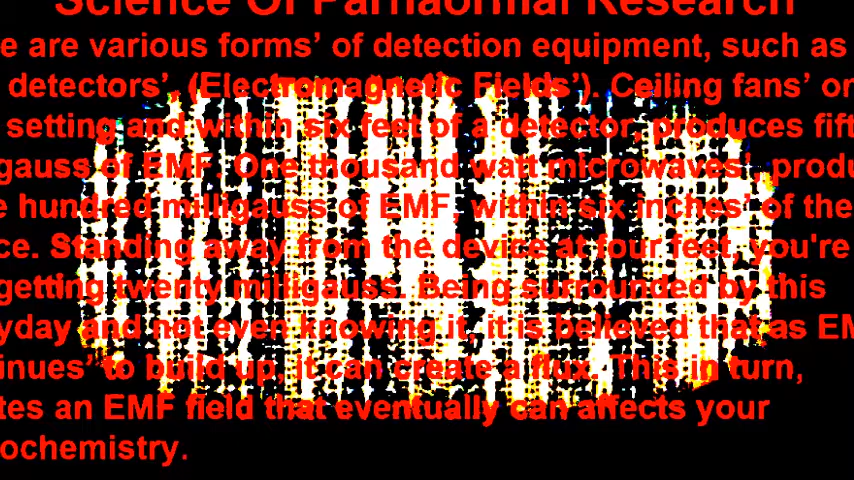 Science Of Parnaormal Research
e are various forms’ of detection equipment, such as
detectors’, (Electromagnetic Fields’). Ceiling fans’ or
setting and within six feet of a detector, produces fift
gauss of EMF. One thousand watt microwaves’, produ
e hundred milligauss of EMF, within six inches’ of the
ce. Standing away from the device at four feet, you're
getting twenty milligauss. Being surrounded by this
yday and not even knowing it, it is believed that as EM
inues’ to build up, it can create a flux. This in turn,
tes an EMF field that eventually can affects your
ochemistry.